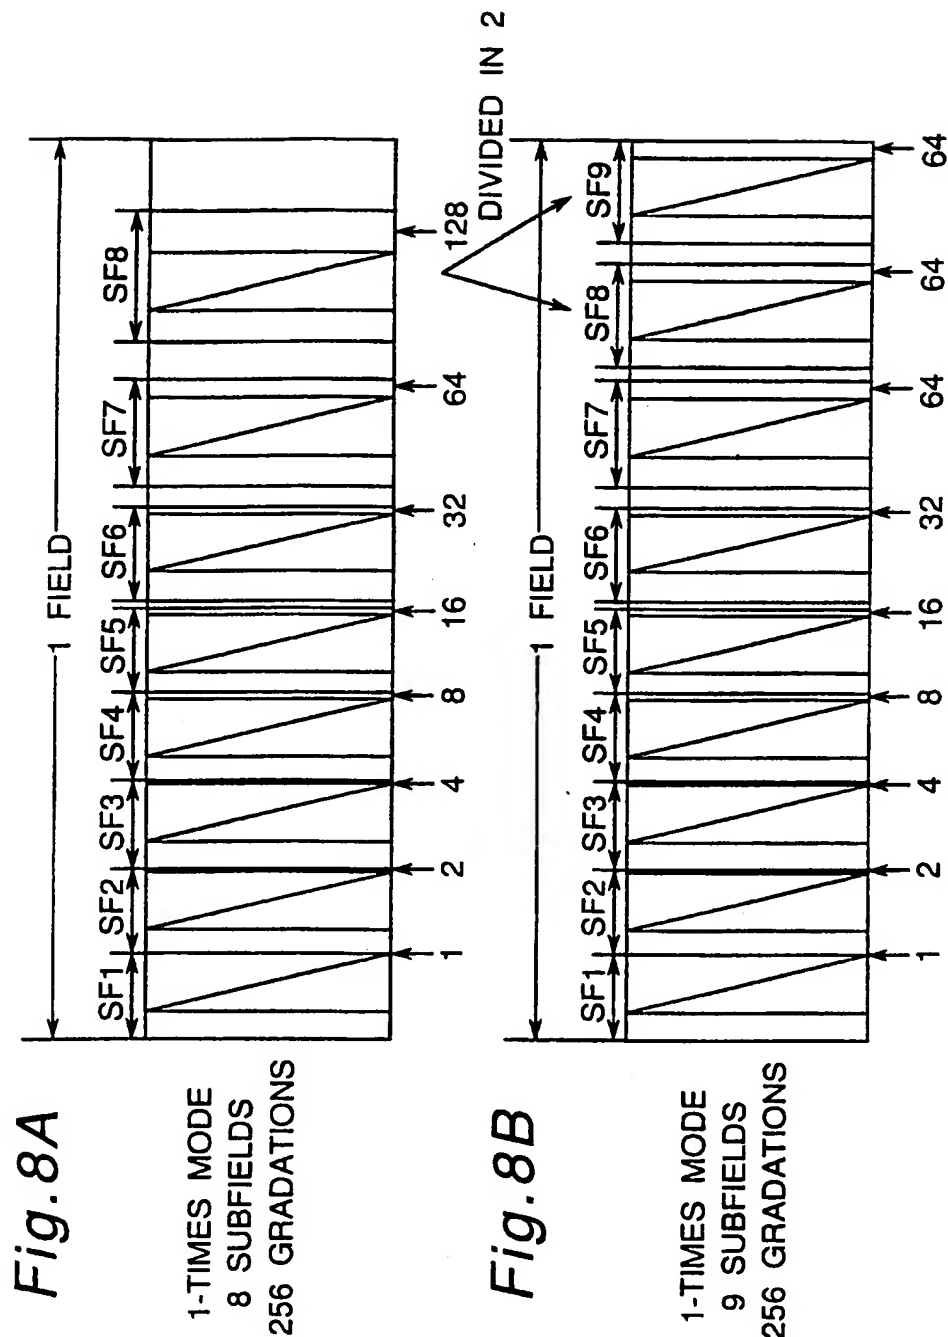 Fig.8A
1-TIMES MODE
8 SUBFIELDS
256 GRADATIONS
1 FIELD
SF1 SF2 SF3 SF4 SF5 SF6 SF7 SF8
1 2 4 8 16 32 64 128
DIVIDED IN 2
Fig.8B
1-TIMES MODE
9 SUBFIELDS
256 GRADATIONS
1 FIELD
SF1 SF2 SF3 SF4 SF5 SF6 SF7 SF8 SF9
1 2 4 8 16 32 64 64 64